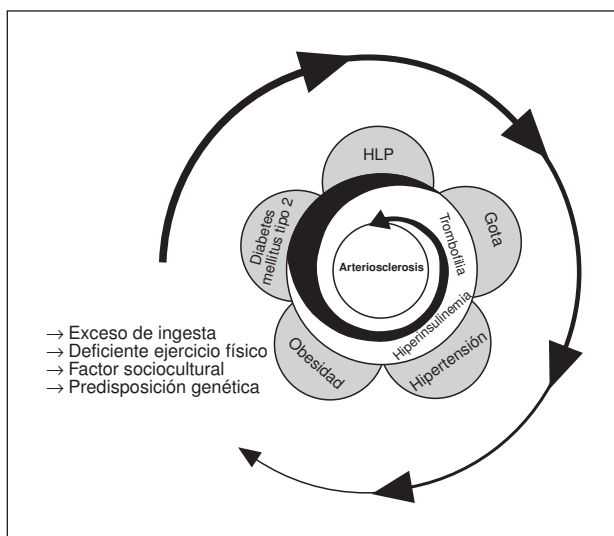 HLP
Gota
Diabetes
mellitus tipo 2
Trombofilia
Arteriosclerosis
Hiperinsulinemia
Obesidad
Hipertensión
→ Exceso de ingesta
→ Deficiente ejercicio físico
→ Factor sociocultural
→ Predisposición genética